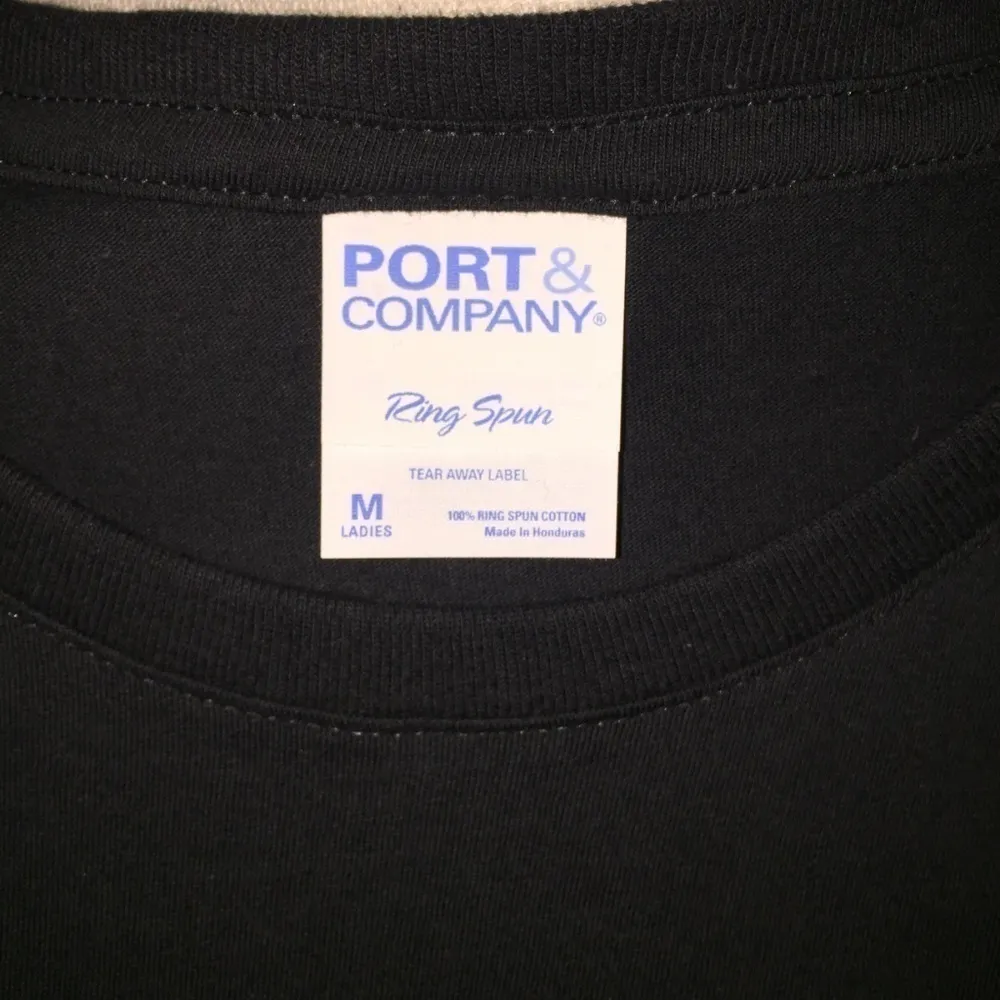 PORT &
COMPANY®
Ring Spun
TEAR AWAY LABEL
M
LADIES
100% RING SPUN COTTON
Made In Honduras